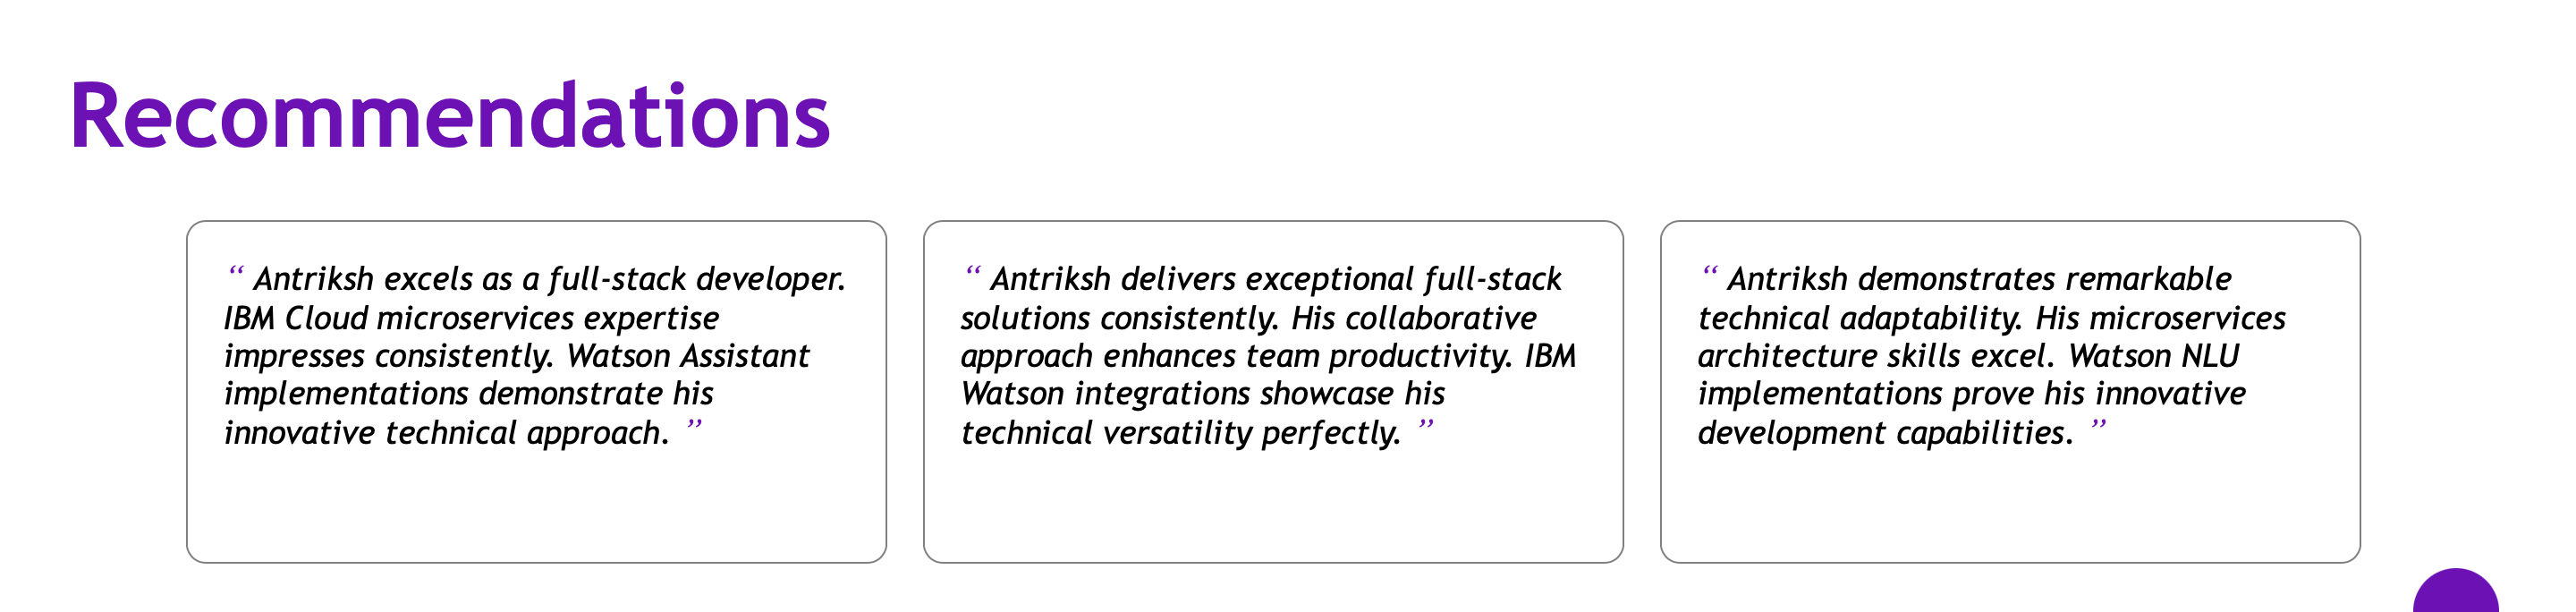 Recommendations
“ Antriksh excels as a full-stack developer.
IBM Cloud microservices expertise
impresses consistently. Watson Assistant
implementations demonstrate his
innovative technical approach. ”
“ Antriksh delivers exceptional full-stack
solutions consistently. His collaborative
approach enhances team productivity. IBM
Watson integrations showcase his
technical versatility perfectly. ”
“ Antriksh demonstrates remarkable
technical adaptability. His microservices
architecture skills excel. Watson NLU
implementations prove his innovative
development capabilities. ”